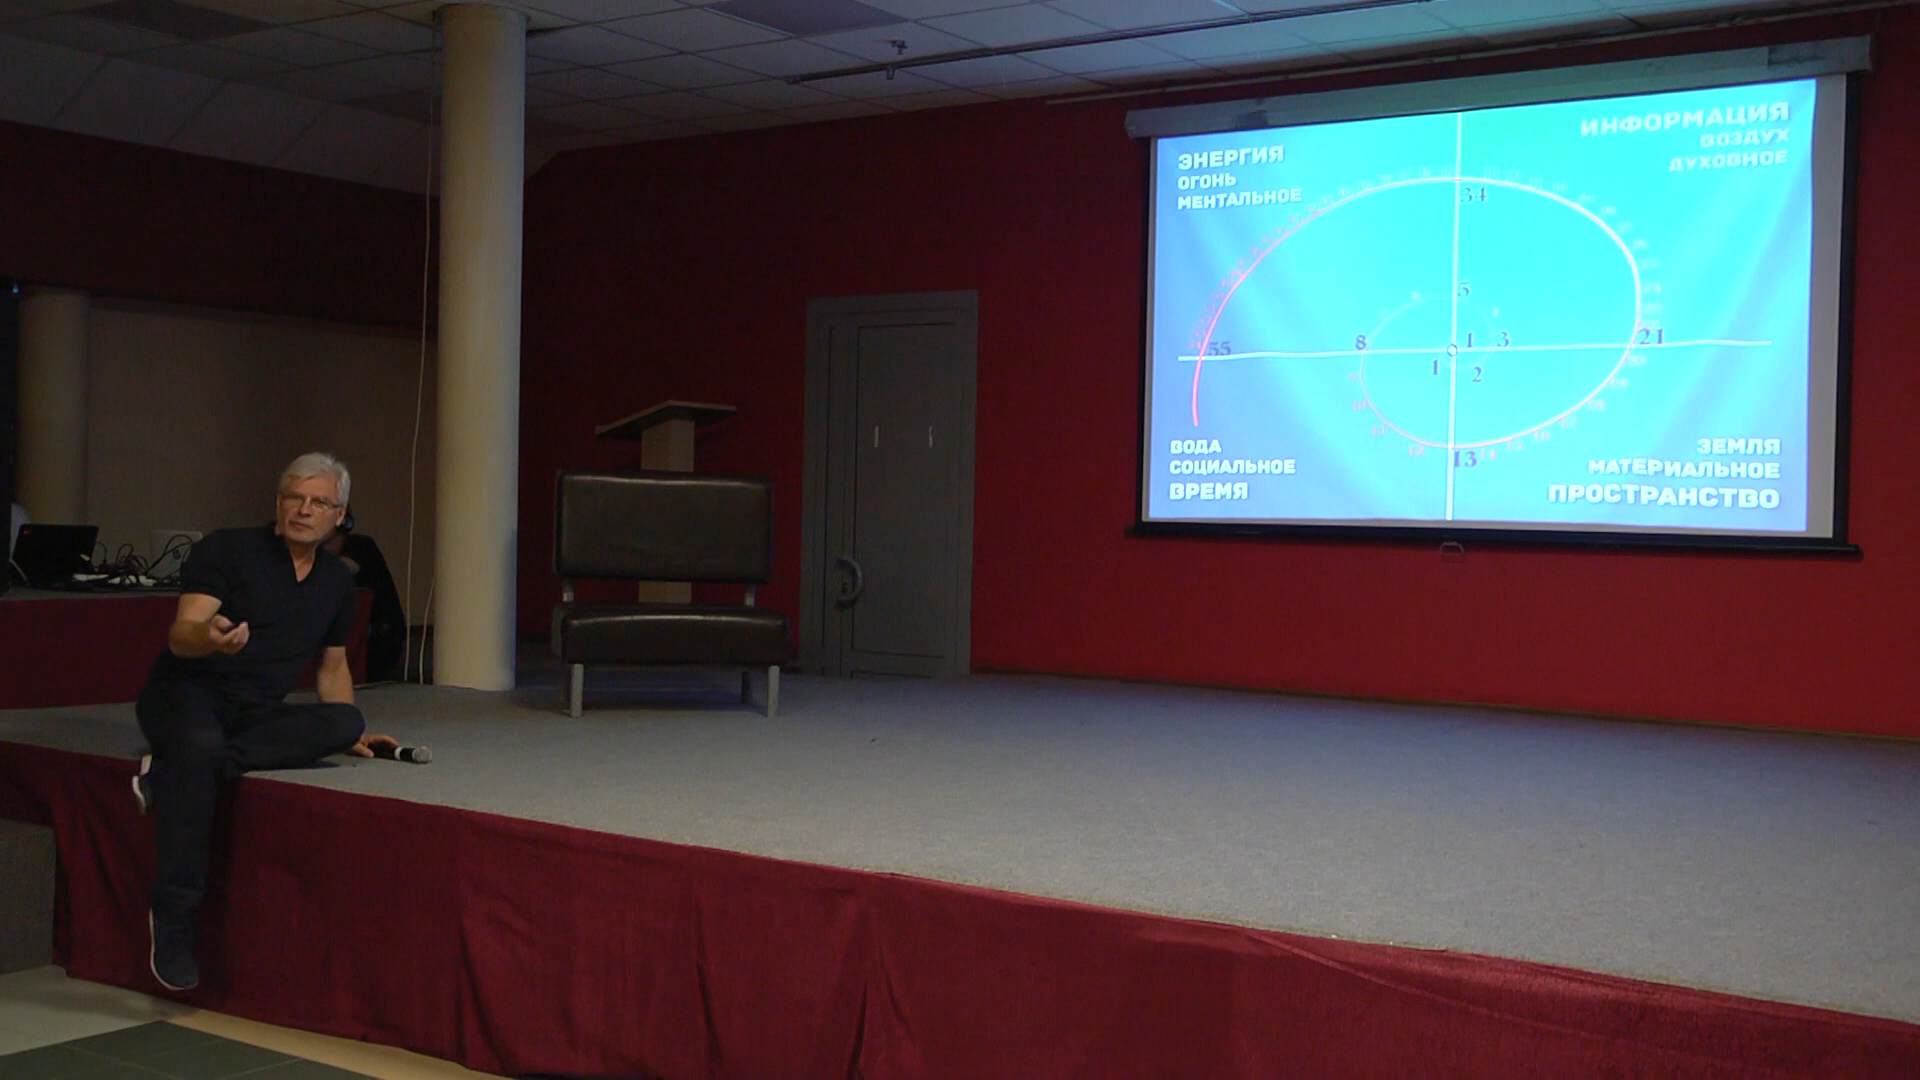 ЭНЕРГИЯ
ОГОНЬ
МЕНТАЛЬНОЕ
ИНФОРМАЦИЯ
ВОЗДУХ
ДУХОВНОЕ
34
5
8
1
3
21
55
1
2
13
14
ВОДА
СОЦИАЛЬНОЕ
ВРЕМЯ
ЗЕМЛЯ
МАТЕРИАЛЬНОЕ
ПРОСТРАНСТВО